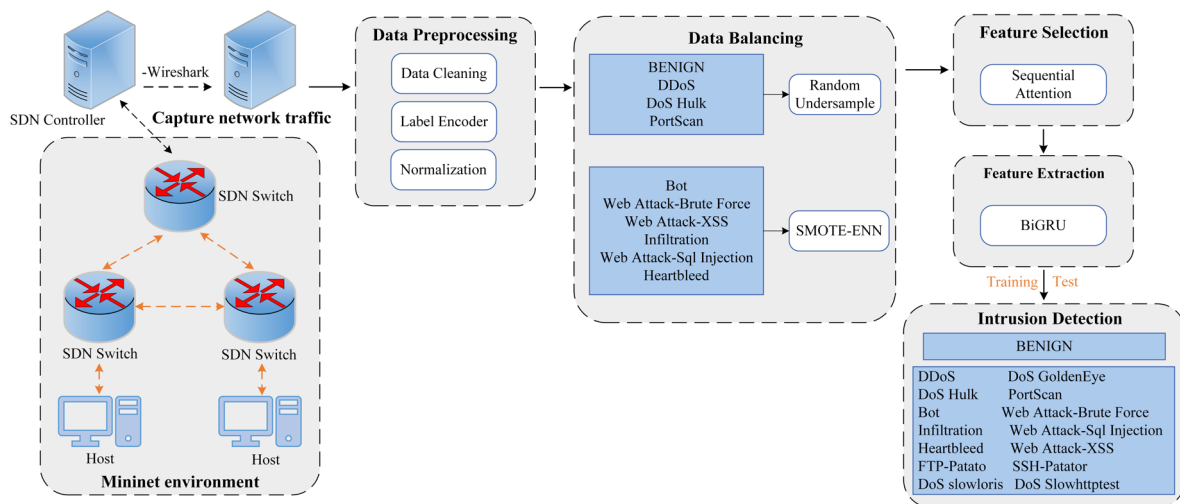 -Wireshark
SDN Controller
Capture network traffic
SDN Switch
SDN Switch
SDN Switch
Host
Host
Mininet environment
Data Preprocessing
Data Cleaning
Label Encoder
Normalization
Data Balancing
BENIGN
DDoS
DoS Hulk
PortScan
Random
Undersample
Bot
Web Attack-Brute Force
Web Attack-XSS
Infiltration
Web Attack-Sql Injection
Heartbleed
SMOTE-ENN
Feature Selection
Sequential
Attention
Feature Extraction
BiGRU
Training Test
Intrusion Detection
BENIGN
DDoS DoS GoldenEye
DoS Hulk PortScan
Bot Web Attack-Brute Force
Infiltration Web Attack-Sql Injection
Heartbleed Web Attack-XSS
FTP-Patato SSH-Patator
DoS slowloris DoS Slowhttptest